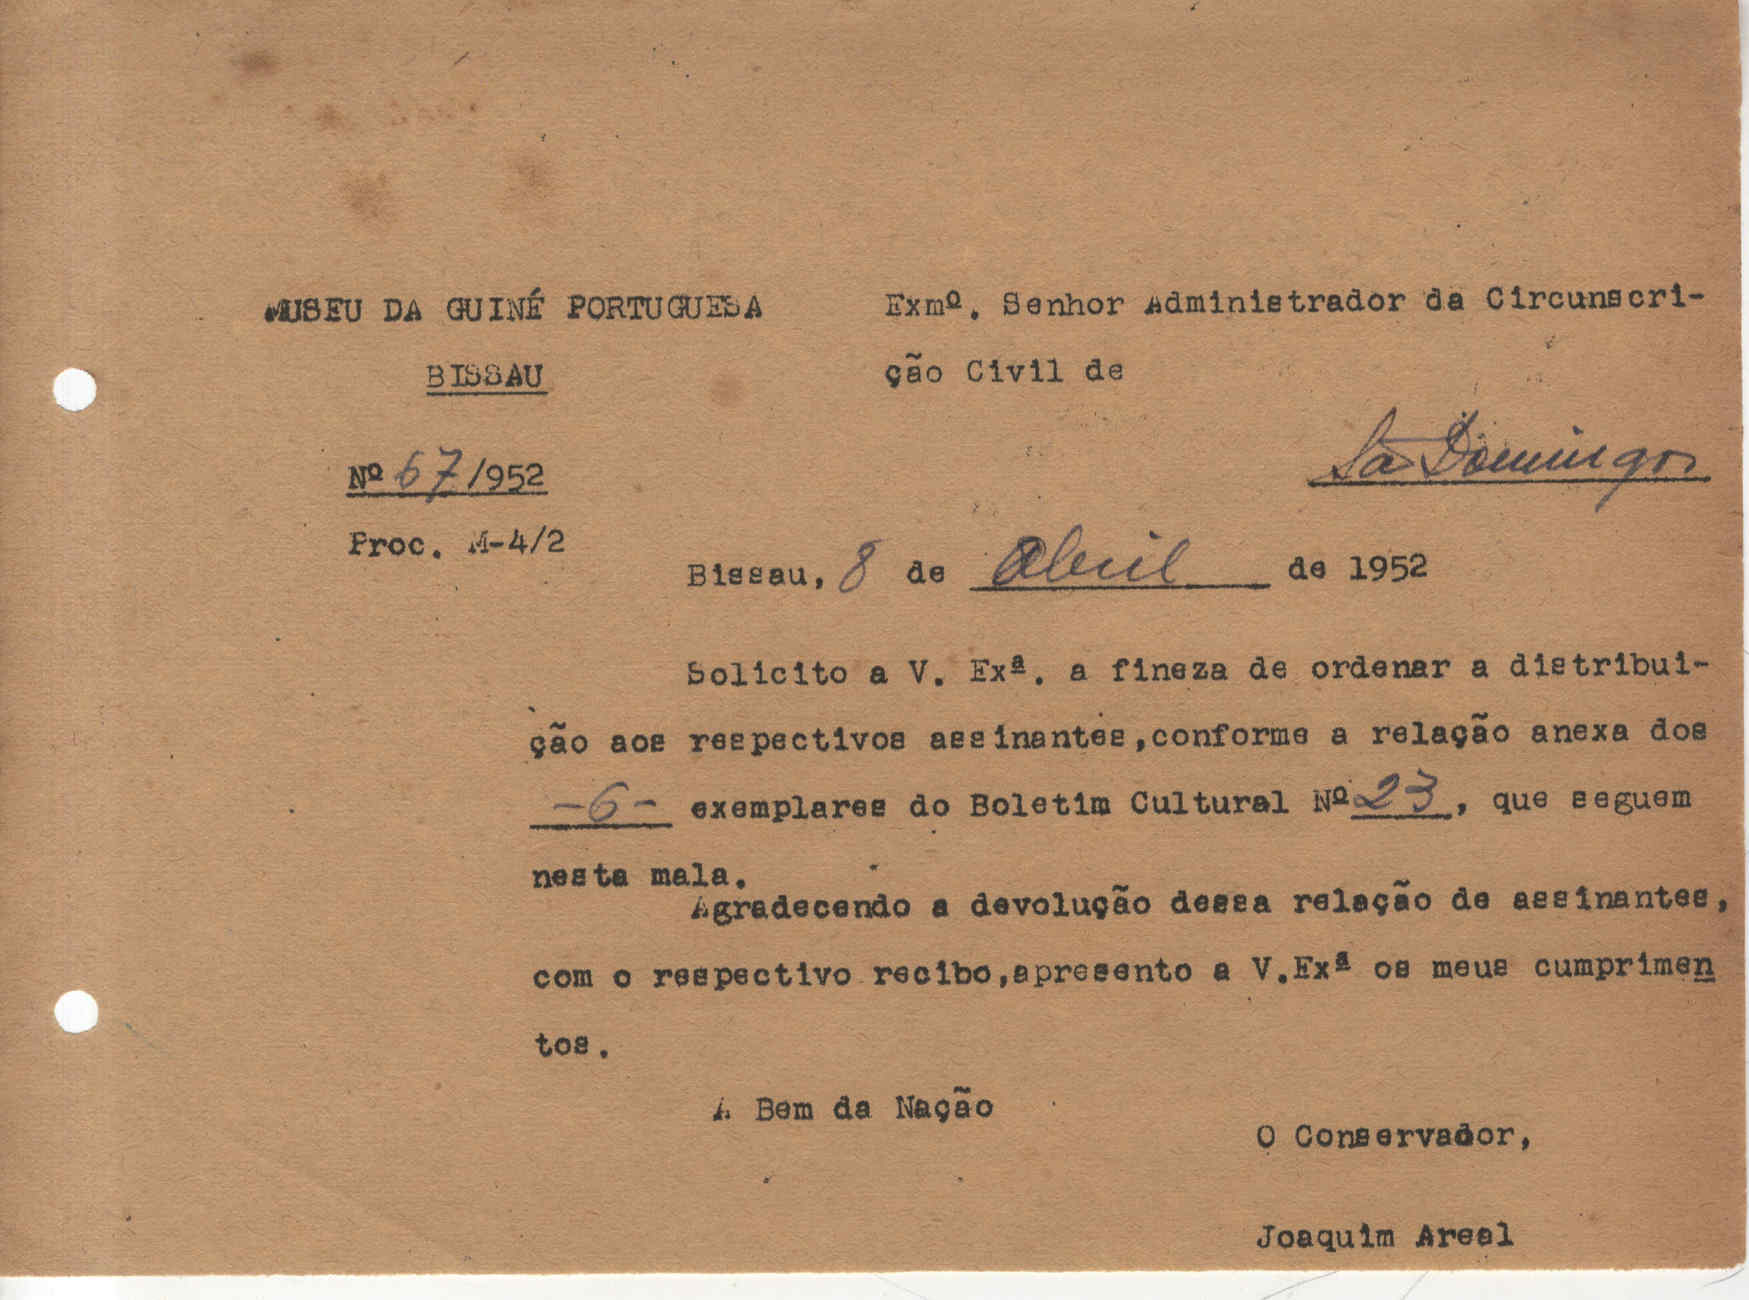 MUSEU DA GUINÉ PORTUGUESA
BISSAU
Nº 67/952
Proc. M-4/2
Exmº. Senhor Administrador da Circunscri-
ção Civil de
Sã Domingos
Bissau, 8 de Abril de 1952
Solicito a V. Exª. a fineza de ordenar a distribui-
ção aos respectivos assinantes,conforme a relação anexa dos
-6- exemplares do Boletim Cultural Nº 23, que seguem
nesta mala.
Agradecendo a devolução dessa relação de assinantes,
com o respectivo recibo,apresento a V.Exª os meus cumprimen
tos.
A Bem da Nação
O Conservador,
Joaquim Areal